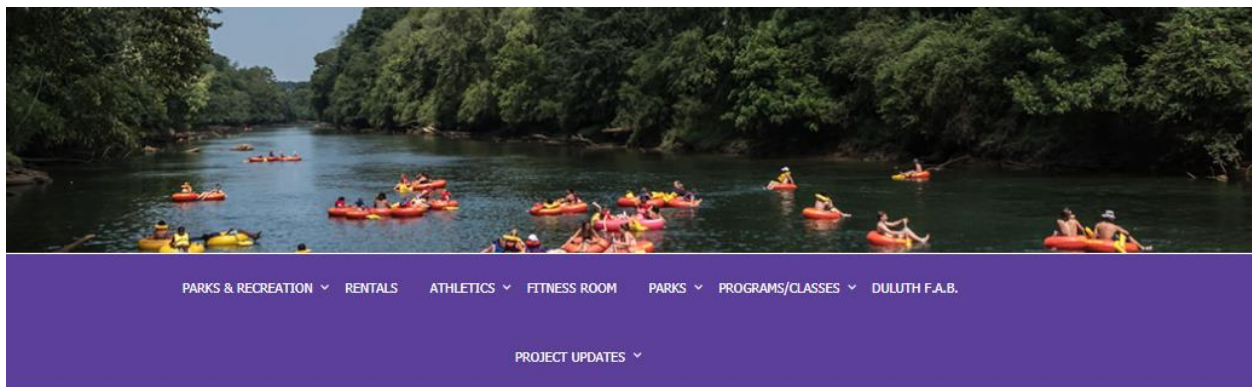 PARKS & RECREATION RENTALS ATHLETICS FITNESS ROOM PARKS PROGRAMS/CLASSES DULUTH F.A.B.
PROJECT UPDATES